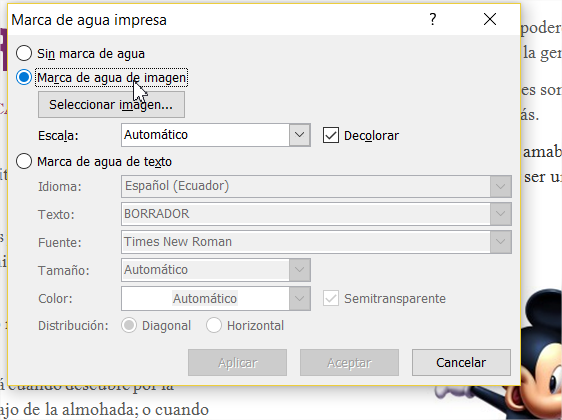 Marca de agua impresa ?
Sin marca de agua
Marca de agua de imagen
Seleccionar imagen...
Escala: Automático Decolorar
Marca de agua de texto
Idioma: Español (Ecuador)
Texto: BORRADOR
Fuente: Times New Roman
Tamaño: Automático
Color: Automático Semitransparente
Distribución: Diagonal Horizontal
Aplicar Aceptar Cancelar
poder
la ger
es son
ás.
amab
ser un
á cuando descubre por la
ajo de la almohada; o cuando